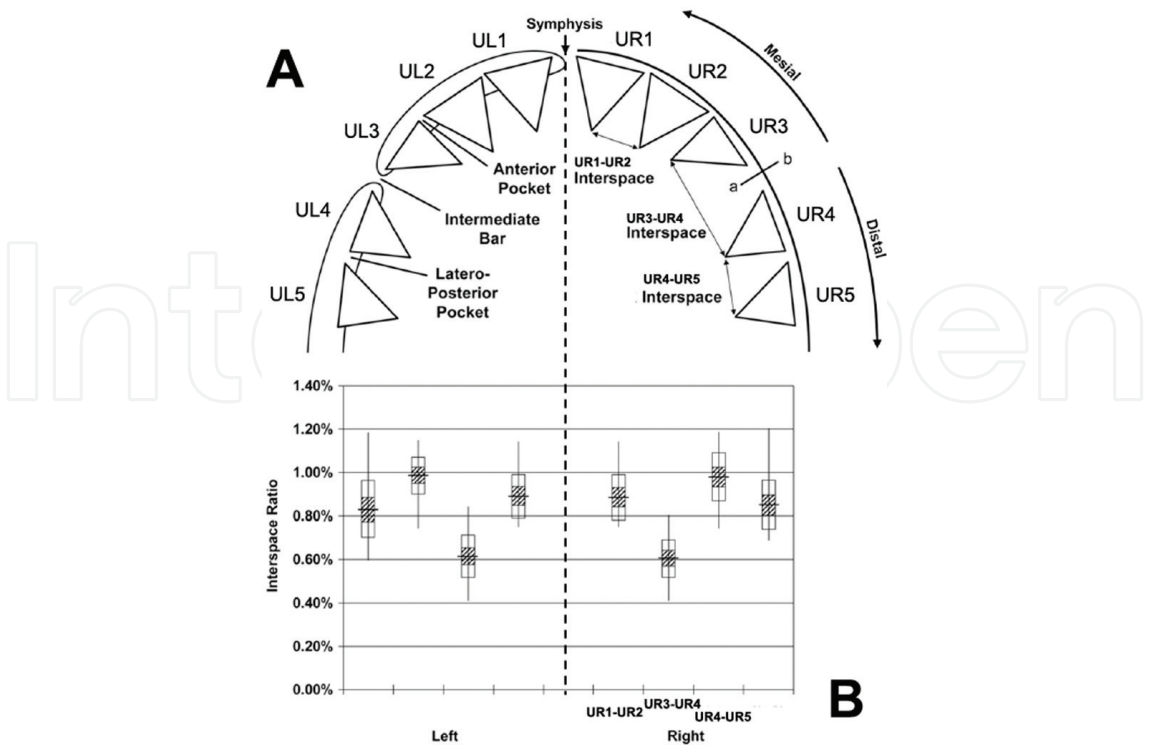 Symphysis
A
UL1
UR1
Mesial
UL2
UR2
UL3
UR3
b
Anterior
Pocket
UR1-UR2
Interspace
a
UL4
UR4
Intermediate
Bar
UR3-UR4
Interspace
Distal
Latero-
Posterior
Pocket
UR4-UR5
Interspace
UL5
UR5
1.40%
1.20%
1.00%
0.80%
0.60%
0.40%
0.20%
0.00%
Interspace Ratio
UR1-UR2
UR3-UR4
UR4-UR5
Left
Right
B